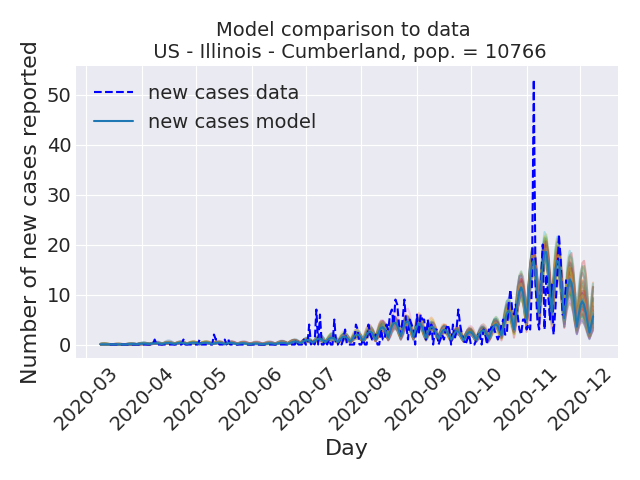 Model comparison to data
US - Illinois - Cumberland, pop. = 10766
Number of new cases reported
50
40
30
20
10
0
new cases data
new cases model
2020-03
2020-04
2020-05
2020-06
2020-07
2020-08
2020-09
2020-10
2020-11
2020-12
Day